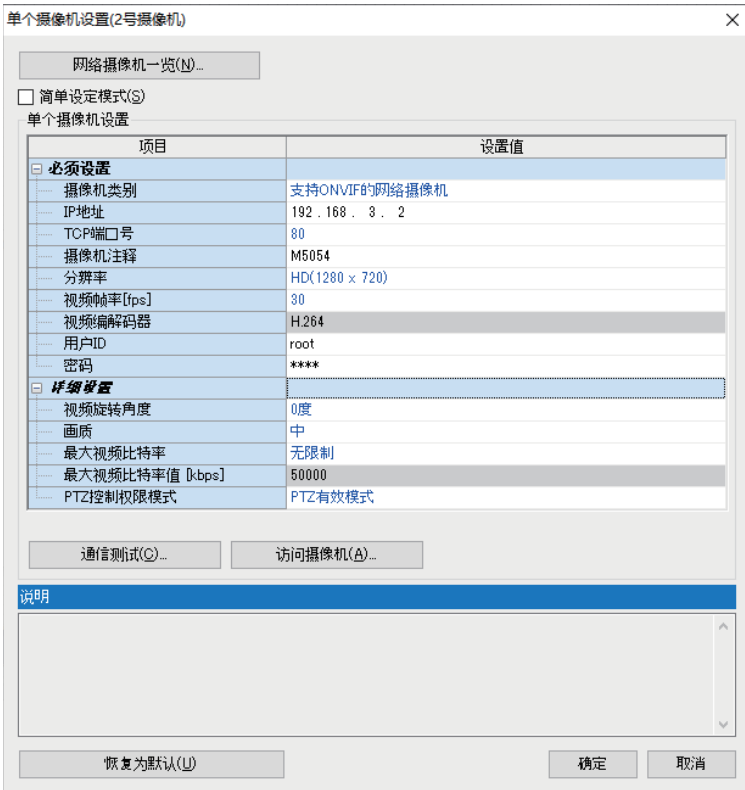 单个摄像机设置(2号摄像机)
网络摄像机一览(N)...
简单设定模式(S)
单个摄像机设置
项目 设置值
必须设置
摄像机类别 支持ONVIF的网络摄像机
IP地址 192 . 168 . 3 . 2
TCP端口号 80
摄像机注释 M5054
分辨率 HD(1280 x 720)
视频帧率[fps] 30
视频编解码器 H.264
用户ID root
密码 ****
详细设置
视频旋转角度 0度
画质 中
最大视频比特率 无限制
最大视频比特率值 [kbps] 50000
PTZ控制权限模式 PTZ有效模式
通信测试(C)... 访问摄像机(A)...
说明
恢复为默认(U) 确定 取消